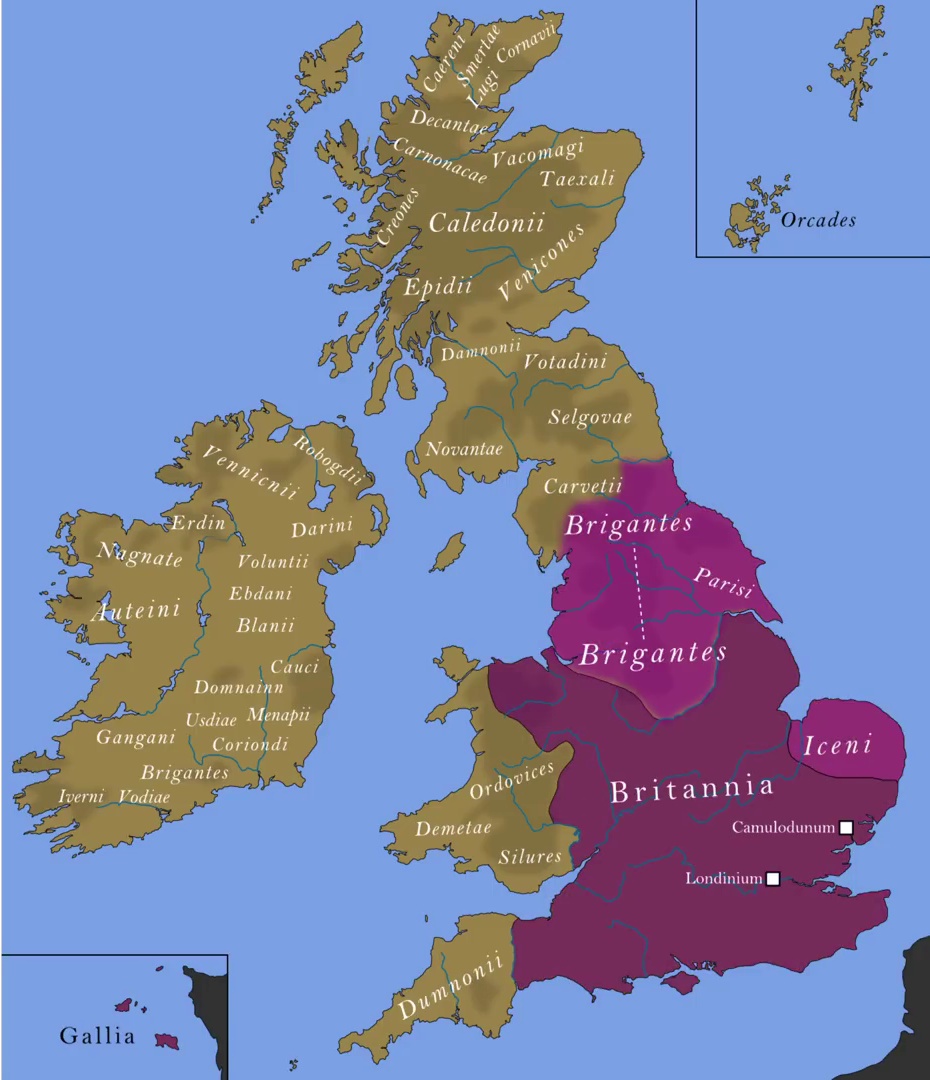 Caereni
Smertae
Cornavii
Lugi
Decantae
Carnonacae
Vacomagi
Taexali
Creones
Caledonii
Orcades
Venicones
Epidii
Damnonii
Votadini
Selgovae
Novantae
Robogdii
Vennicnii
Carvetii
Erdin
Darini
Brigantes
Nagnate
Voluntii
Parisi
Ebdani
Auteini
Blanii
Brigantes
Cauci
Domnainn
Usdiae
Menapii
Gangani
Coriondi
Iceni
Brigantes
Ordovices
Britannia
Iverni
Vodiae
Demetae
Camulodunum
Silures
Londinium
Dumnonii
Gallia